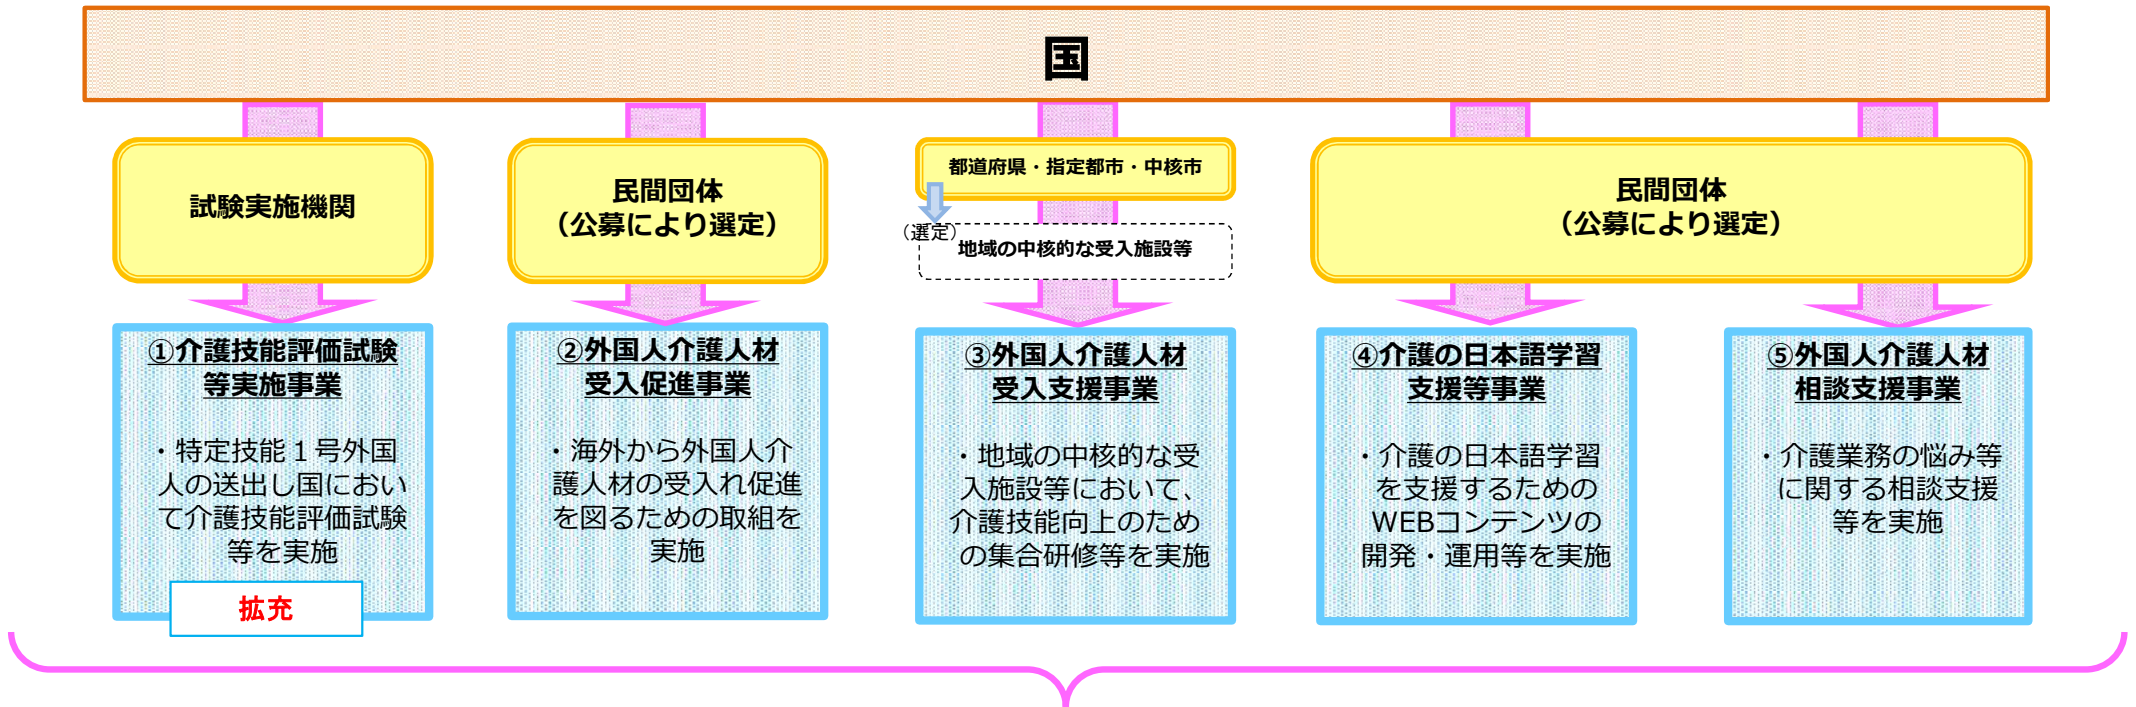 国
試験実施機関
民間団体
（公募により選定）
都道府県・指定都市・中核市
（選定）
地域の中核的な受入施設等
民間団体
（公募により選定）
①介護技能評価試験
等実施事業
・特定技能１号外国
人の送出し国におい
て介護技能評価試験
等を実施
拡充
②外国人介護人材
受入促進事業
・海外から外国人介
護人材の受入れ促進
を図るための取組を
実施
③外国人介護人材
受入支援事業
・地域の中核的な受
入施設等において、
介護技能向上のため
の集合研修等を実施
④介護の日本語学習
支援等事業
・介護の日本語学習
を支援するための
WEBコンテンツの
開発・運用等を実施
⑤外国人介護人材
相談支援事業
・介護業務の悩み等
に関する相談支援
等を実施